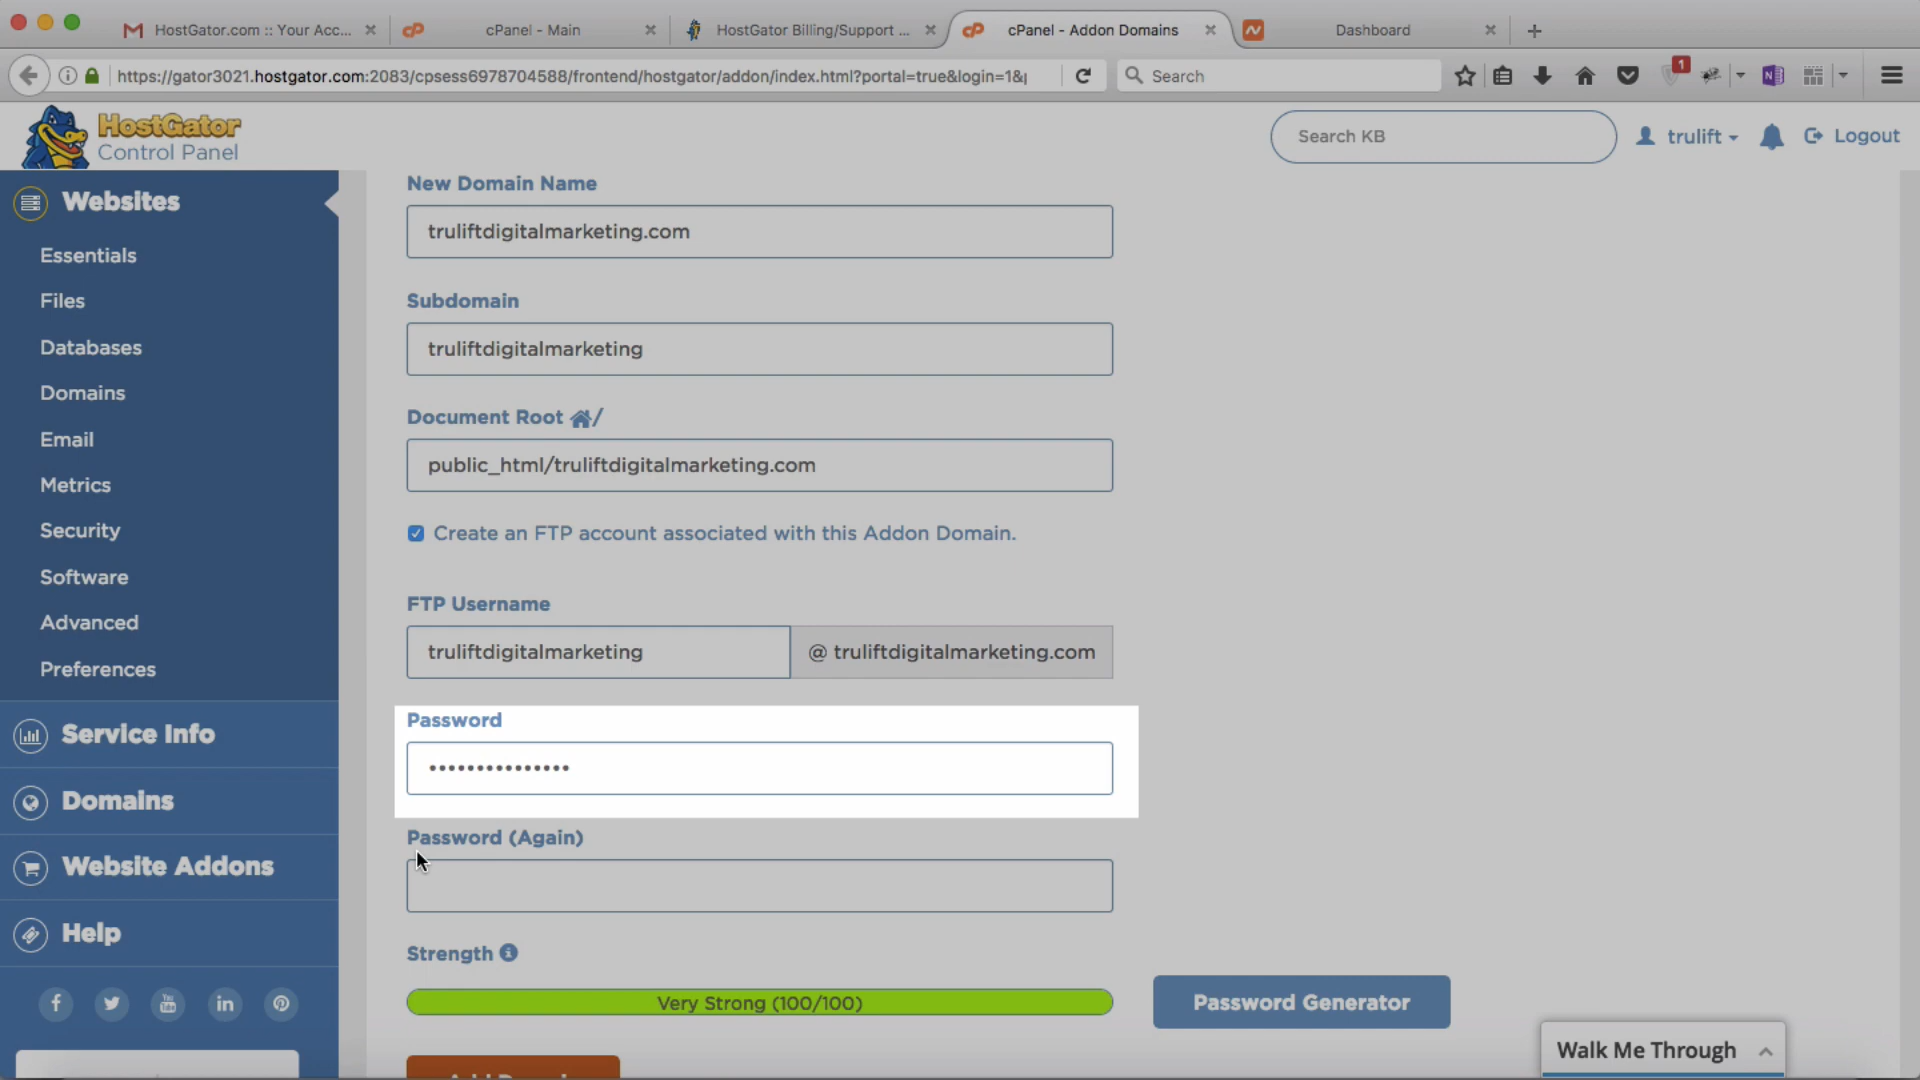 HostGator.com :: Your Acc...
cPanel - Main
HostGator Billing/Support ...
cPanel - Addon Domains
Dashboard
https://gator3021.hostgator.com:2083/cpsess6978704588/frontend/hostgator/addon/index.html?portal=true&login=1&
Search
1
HostGator
Control Panel
Search KB
trulift
Logout
Websites
Essentials
Files
Databases
Domains
Email
Metrics
Security
Software
Advanced
Preferences
Service Info
Domains
Website Addons
Help
New Domain Name
truliftdigitalmarketing.com
Subdomain
truliftdigitalmarketing
Document Root /
public_html/truliftdigitalmarketing.com
Create an FTP account associated with this Addon Domain.
FTP Username
truliftdigitalmarketing
@ truliftdigitalmarketing.com
Password
•••••••••••••••
Password (Again)
Strength
Very Strong (100/100)
Password Generator
Walk Me Through